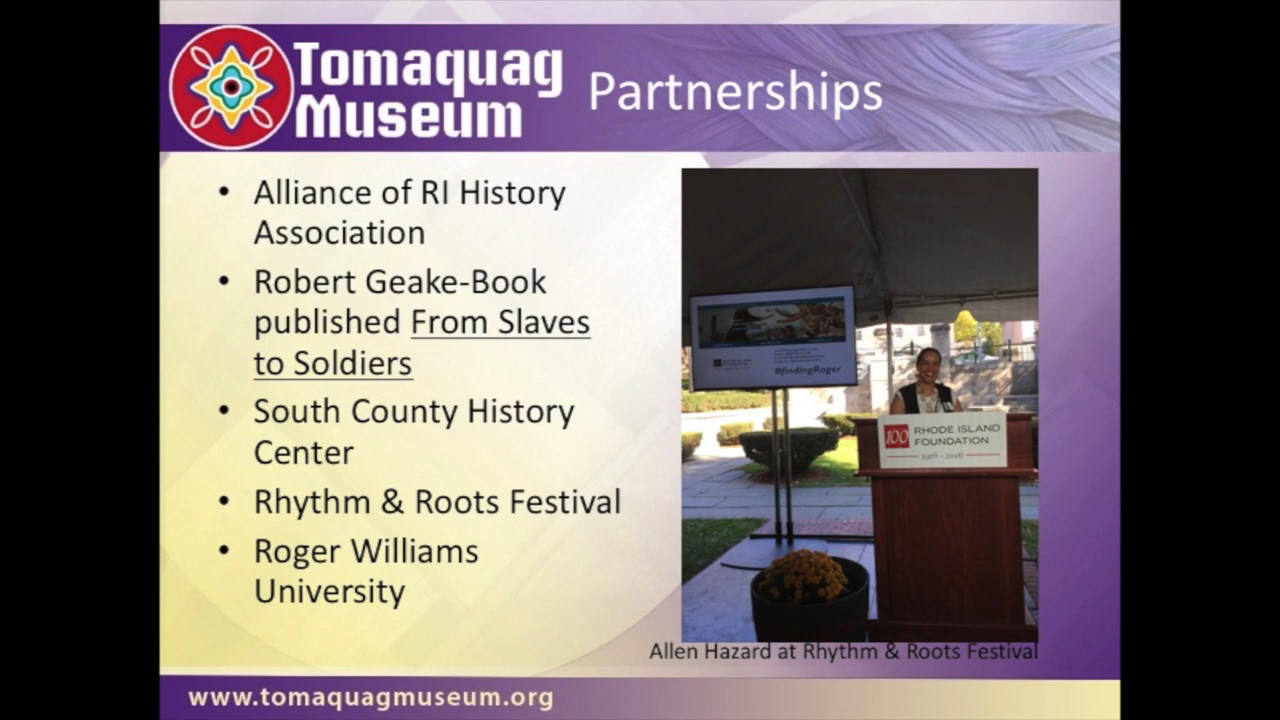 Tomaquag
Museum
Partnerships
• Alliance of RI History
Association
• Robert Geake-Book
published From Slaves
to Soldiers
• South County History
Center
• Rhythm & Roots Festival
• Roger Williams
University
#findingRoger
100 RHODE ISLAND
FOUNDATION
1916 - 2016
Allen Hazard at Rhythm & Roots Festival
www.tomaquagmuseum.org